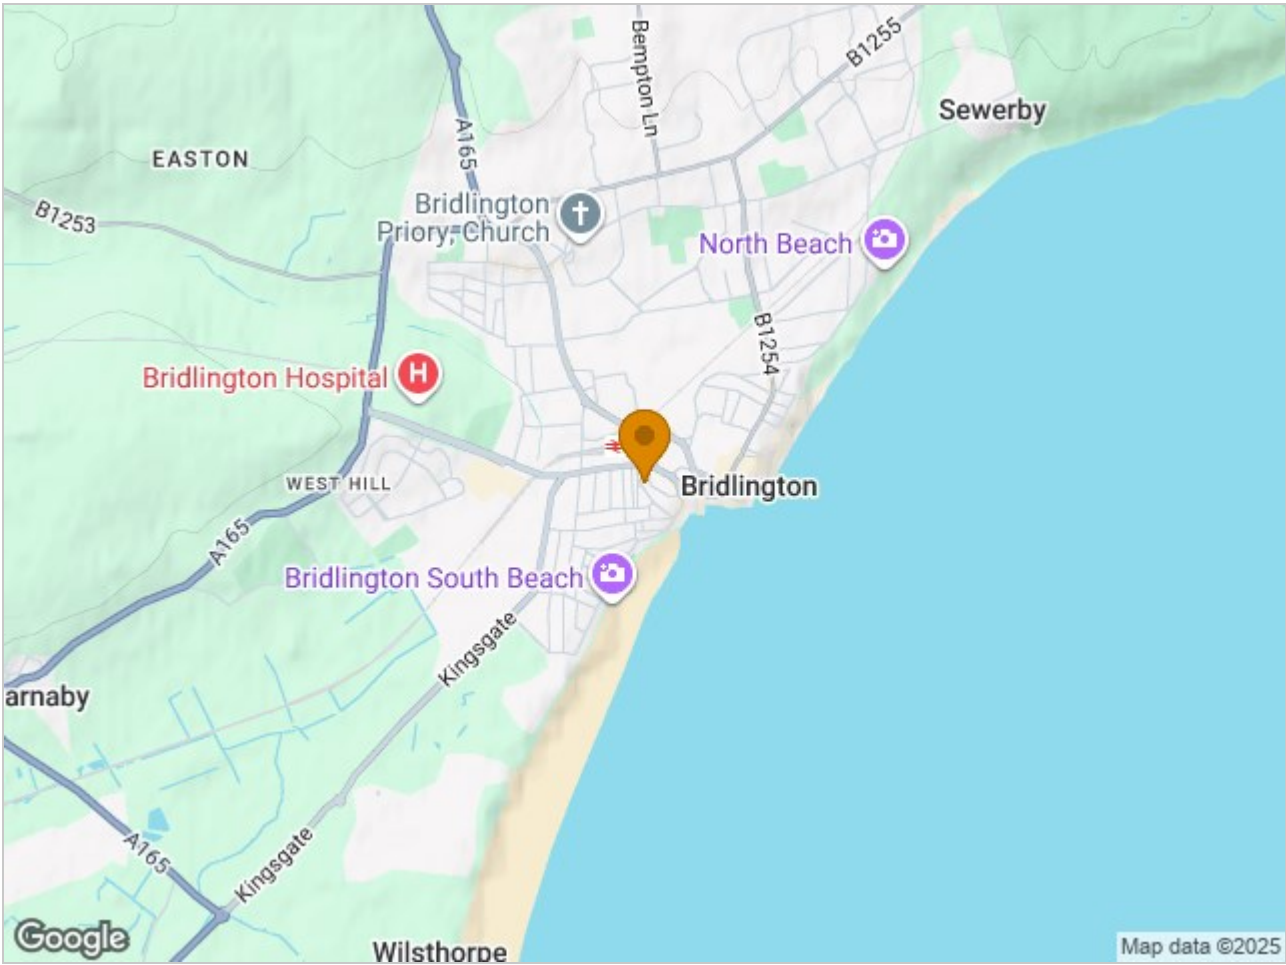 Bempton Ln
B1255
Sewerby
A165
EASTON
Bridlington
Priory, Church
B1253
North Beach
B1254
Bridlington Hospital
H
WEST HILL
Bridlington
A165
Bridlington South Beach
Kingsgate
arnaby
A165
Kingsgate
Google
Wilsthorpe
Map data ©2025